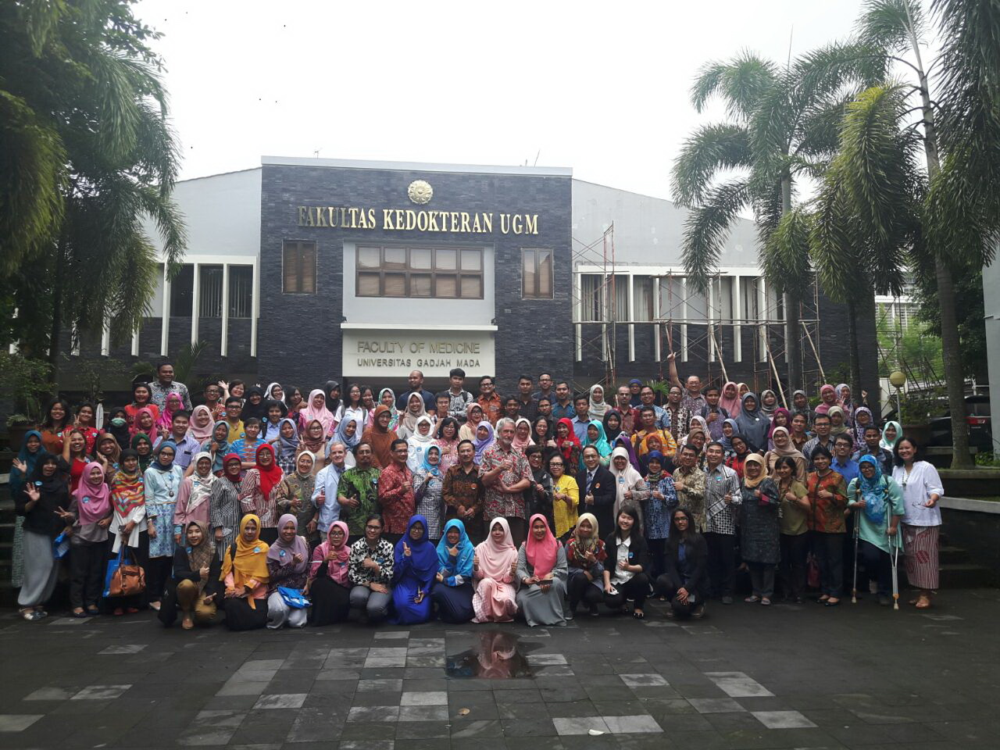 FAKULTAS KEDOKTERAN UGM
FACULTY OF MEDICINE
UNIVERSITAS GADJAH MADA